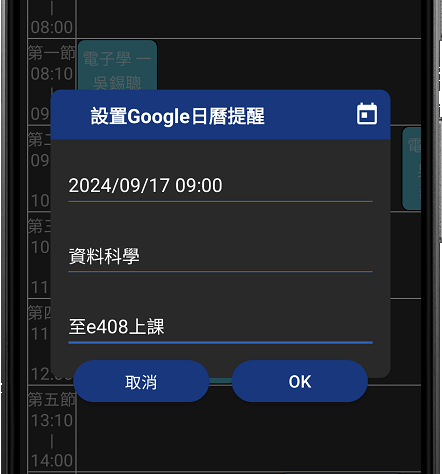 08:00
第一節
08:10
電子學 一
吳錫聰
09
設置Google日曆提醒
第二
09
2024/09/17 09:00
10
第三
10
資料科學
11
第四
11
至e408上課
12:0
取消
OK
第五節
13:10
14:00